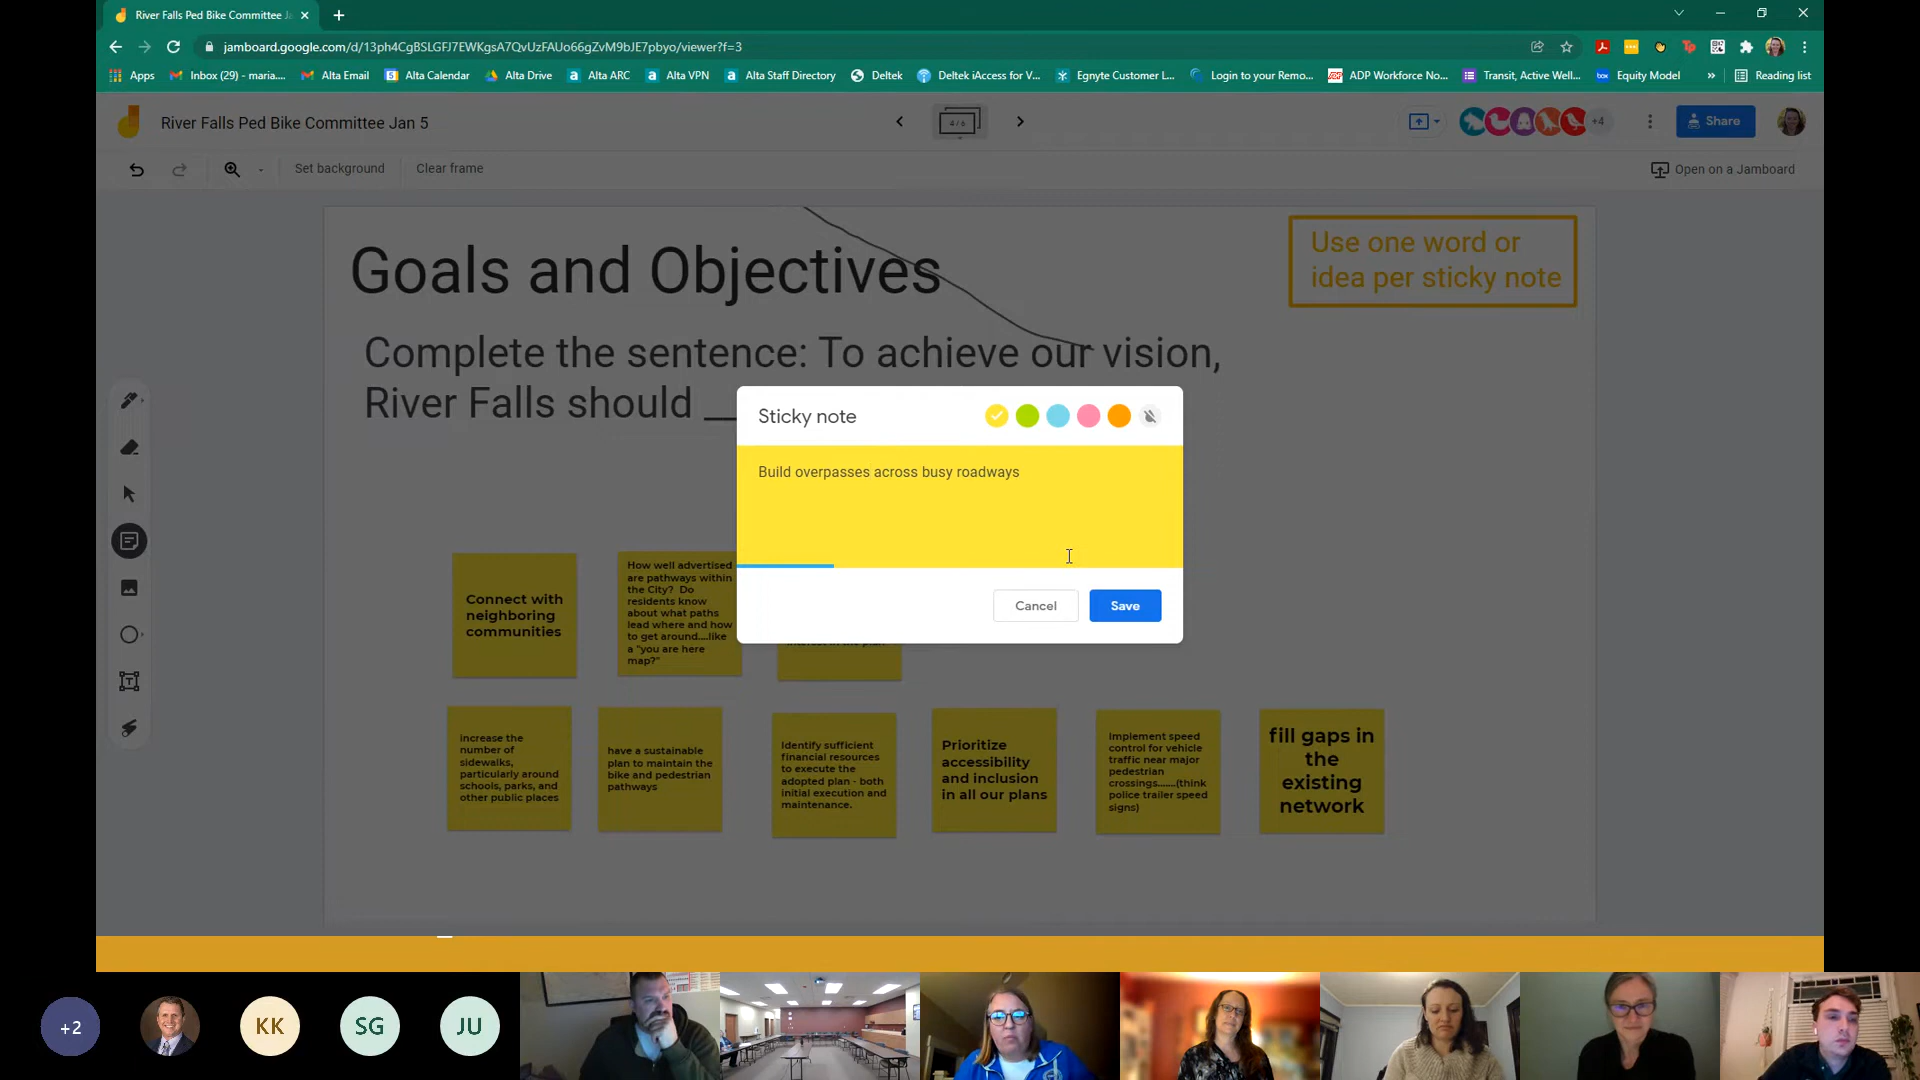 River Falls Ped Bike Committee Ja
jamboard.google.com/d/13ph4CgBSLGFJ7EWKgsA7QvUzFAUo66gZvM9bJE7pbyo/viewer?f=3
Apps Inbox (29) - maria.... Alta Email Alta Calendar Alta Drive Alta ARC Alta VPN Alta Staff Directory Deltek Deltek iAccess for V... Egnyte Customer L... Login to your Remo... ADP Workforce No... Transit, Active Well... Equity Model » Reading list
River Falls Ped Bike Committee Jan 5
4 / 6
+4
Share
Set background
Clear frame
Open on a Jamboard
Goals and Objectives
Use one word or
idea per sticky note
Complete the sentence: To achieve our vision,
River Falls should __
Sticky note
Build overpasses across busy roadways
Cancel
Save
Connect with
neighboring
communities
How well advertised
are pathways within
the City? Do
residents know
about what paths
lead where and how
to get around....like
a "you are here
map?"
increase the
number of
sidewalks,
particularly around
schools, parks, and
other public places
have a sustainable
plan to maintain the
bike and pedestrian
pathways
Identify sufficient
financial resources
to execute the
adopted plan - both
initial execution and
maintenance.
Prioritize
accessibility
and inclusion
in all our plans
Implement speed
control for vehicle
traffic near major
pedestrian
crossings.......(think
police trailer speed
signs)
fill gaps in
the
existing
network
+2
KK
SG
JU